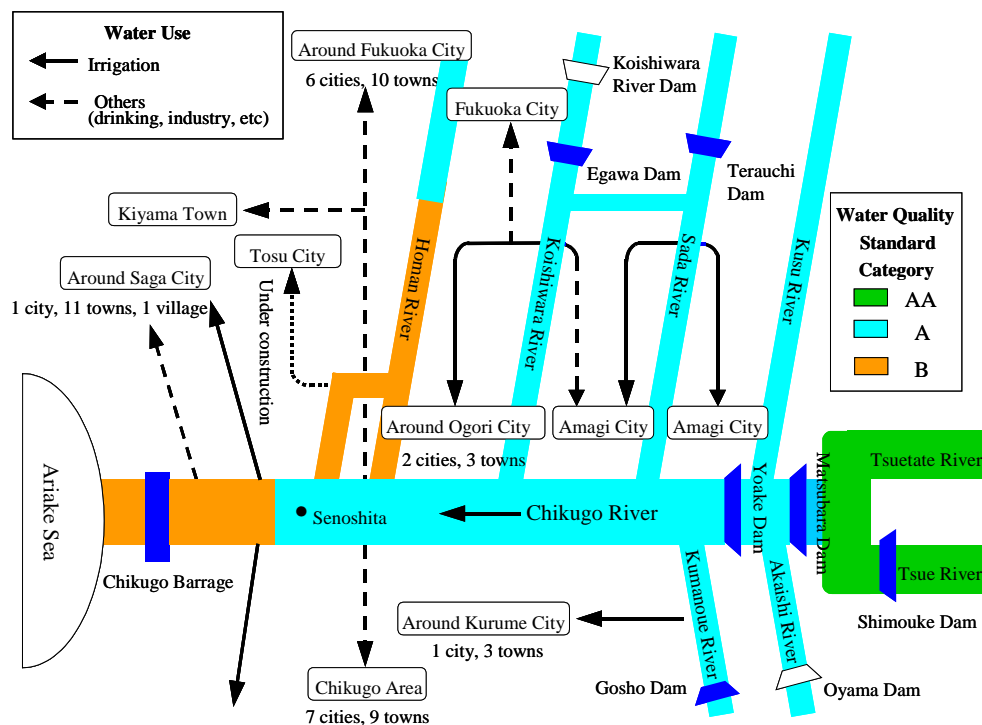 Water Use
Irrigation
Others
(drinking, industry, etc)
Around Fukuoka City
6 cities, 10 towns
Koishiwara
River Dam
Fukuoka City
Egawa Dam
Terauchi
Dam
Kiyama Town
Tosu City
Around Saga City
1 city, 11 towns, 1 village
Under construction
Homan River
Koishiwara River
Sada River
Kusu River
Water Quality
Standard
Category
AA
A
B
Around Ogori City
2 cities, 3 towns
Amagi City
Amagi City
Ariake Sea
Senoshita
Chikugo River
Yoake Dam
Matsubara Dam
Tsuetate River
Tsue River
Chikugo Barrage
Shimouke Dam
Kumanoue River
Akaishi River
Around Kurume City
1 city, 3 towns
Chikugo Area
7 cities, 9 towns
Gosho Dam
Oyama Dam